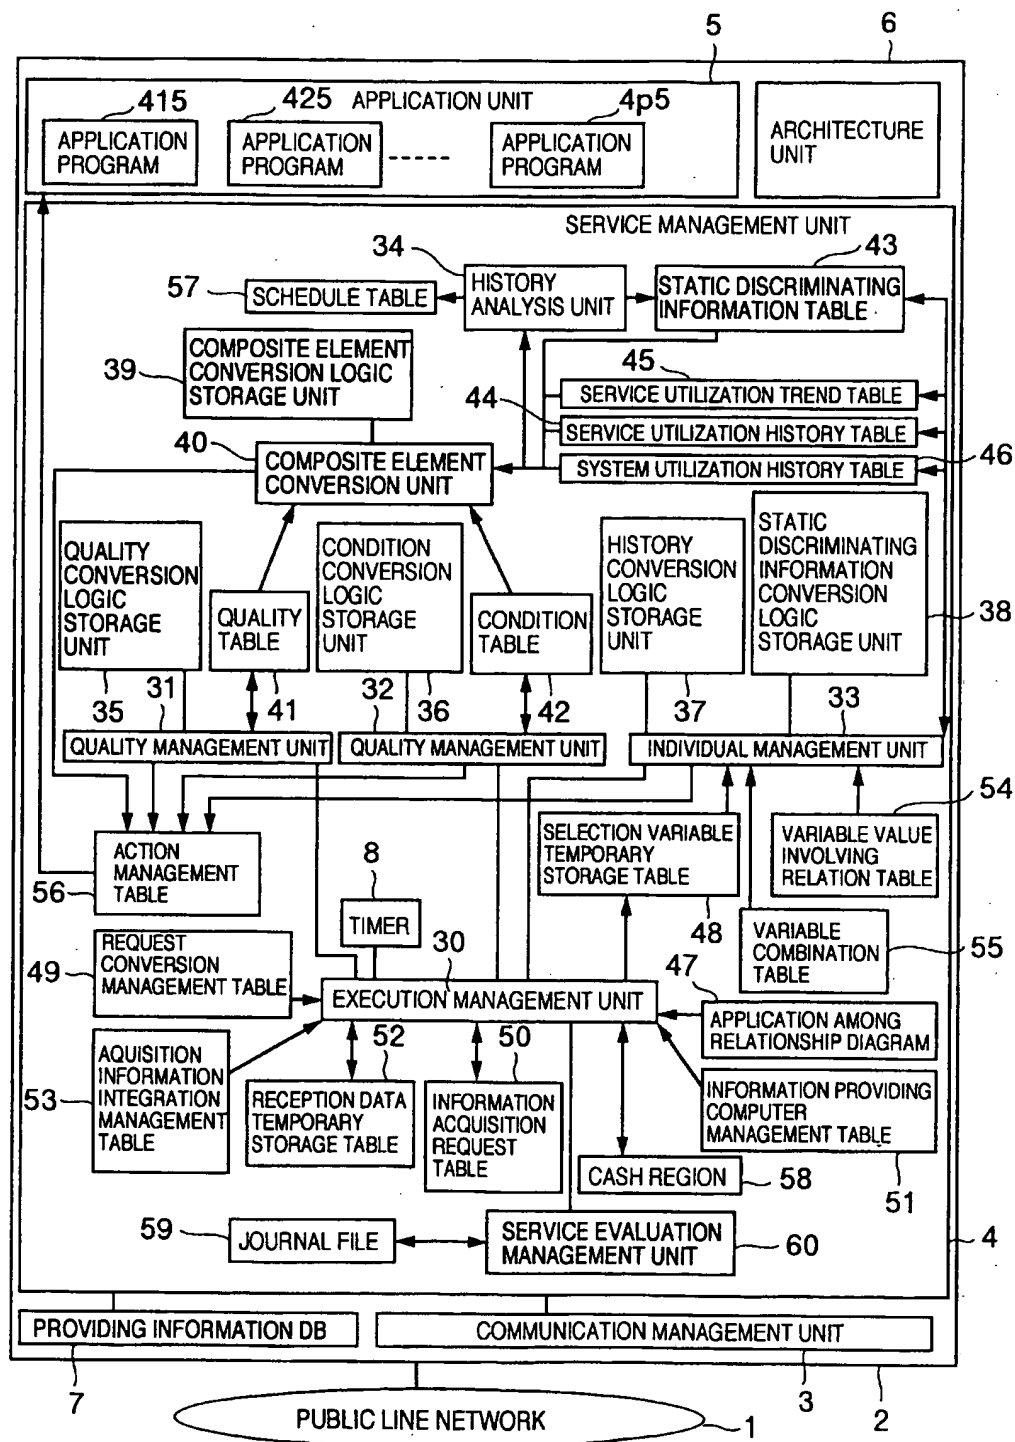 5
6
APPLICATION UNIT
415
425
4p5
APPLICATION
PROGRAM
APPLICATION
PROGRAM
APPLICATION
PROGRAM
ARCHITECTURE
UNIT
SERVICE MANAGEMENT UNIT
34
43
57
SCHEDULE TABLE
HISTORY
ANALYSIS UNIT
STATIC DISCRIMINATING
INFORMATION TABLE
39
COMPOSITE ELEMENT
CONVERSION LOGIC
STORAGE UNIT
45
SERVICE UTILIZATION TREND TABLE
44
SERVICE UTILIZATION HISTORY TABLE
40
COMPOSITE ELEMENT
CONVERSION UNIT
SYSTEM UTILIZATION HISTORY TABLE
46
QUALITY
CONVERSION
LOGIC
STORAGE
UNIT
QUALITY
TABLE
CONDITION
CONVERSION
LOGIC
STORAGE
UNIT
CONDITION
TABLE
HISTORY
CONVERSION
LOGIC
STORAGE
UNIT
STATIC
DISCRIMINATING
INFORMATION
CONVERSION
LOGIC
STORAGE UNIT
38
35
31
41
32
36
42
37
33
QUALITY MANAGEMENT UNIT
QUALITY MANAGEMENT UNIT
INDIVIDUAL MANAGEMENT UNIT
54
ACTION
MANAGEMENT
TABLE
56
8
TIMER
SELECTION VARIABLE
TEMPORARY
STORAGE TABLE
48
VARIABLE VALUE
INVOLVING
RELATION TABLE
VARIABLE
COMBINATION
TABLE
55
49
REQUEST
CONVERSION
MANAGEMENT TABLE
30
EXECUTION MANAGEMENT UNIT
47
APPLICATION AMONG
RELATIONSHIP DIAGRAM
53
AQUISITION
INFORMATION
INTEGRATION
MANAGEMENT
TABLE
52
RECEPTION DATA
TEMPORARY
STORAGE TABLE
50
INFORMATION
ACQUISITION
REQUEST
TABLE
INFORMATION PROVIDING
COMPUTER
MANAGEMENT TABLE
51
CASH REGION
58
59
JOURNAL FILE
SERVICE EVALUATION
MANAGEMENT UNIT
60
4
PROVIDING INFORMATION DB
COMMUNICATION MANAGEMENT UNIT
7
3
2
PUBLIC LINE NETWORK
1